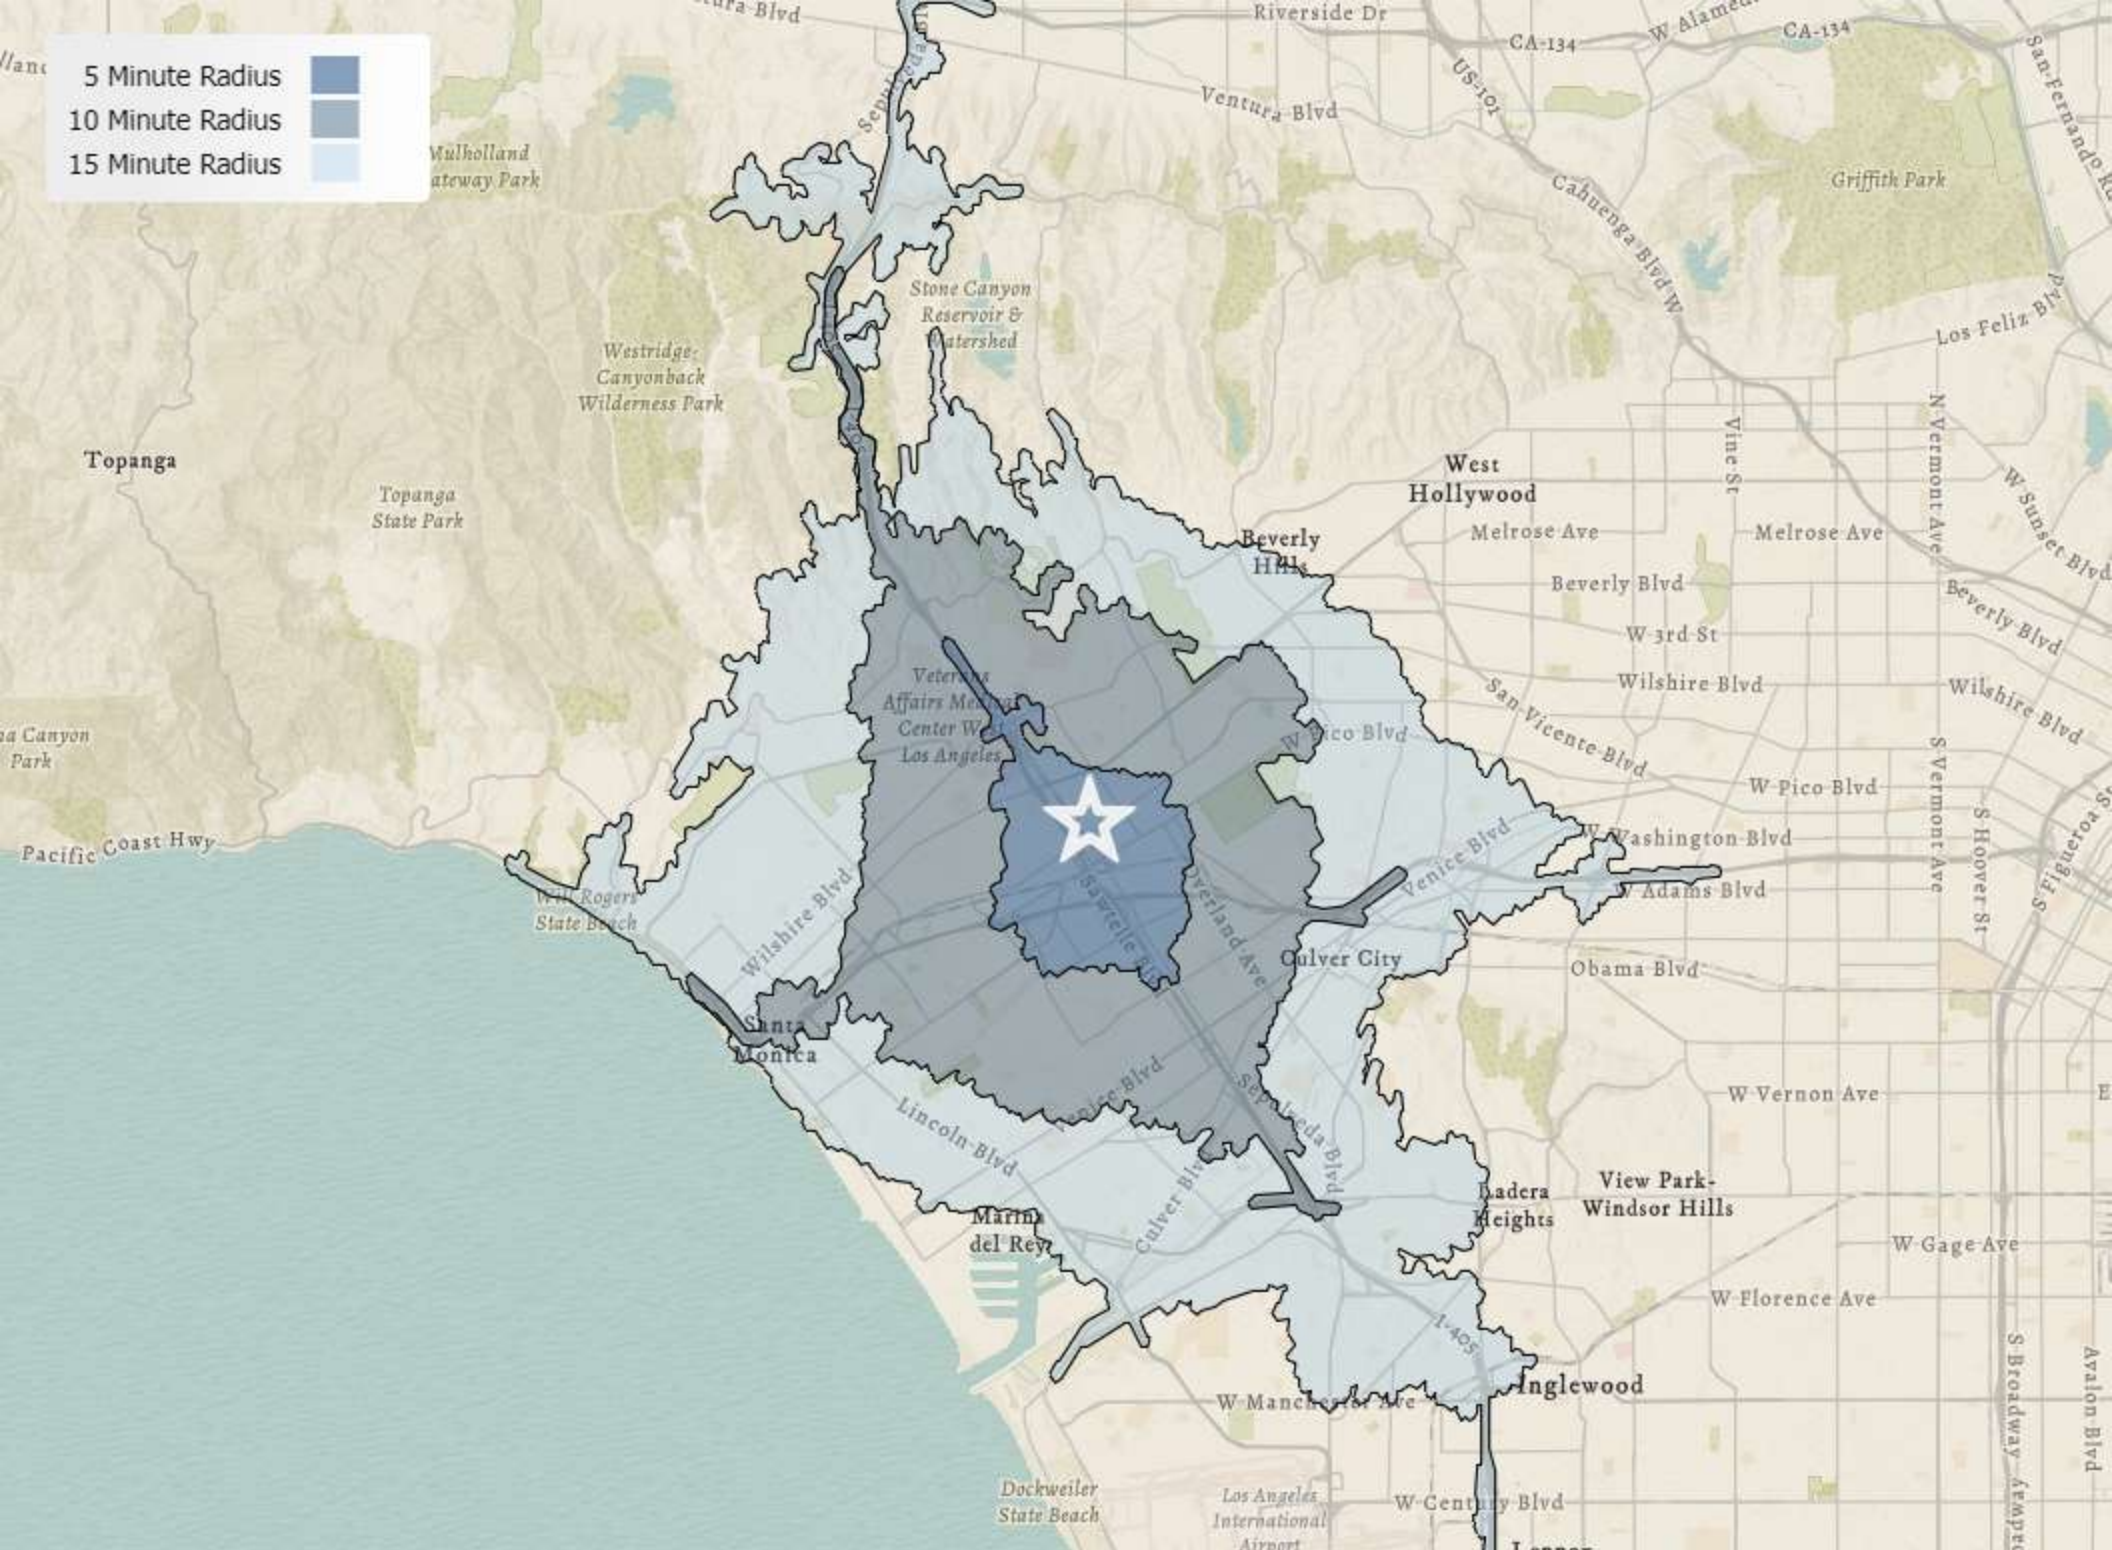 5 Minute Radius
10 Minute Radius
15 Minute Radius
Riverside Dr
CA-134
CA-134
US-101
Ventura Blvd
Mulholland
Griffith Park
Cahuenga Blvd W
Stone Canyon
Reservoir &
Watershed
Los Feliz Blvd
Westridge-
Canyonback
Wilderness Park
Topanga
Topanga
State Park
West
Hollywood
Vine St
N Vermont Ave
W Sunset Blvd
Melrose Ave
Melrose Ave
Beverly
Hills
Beverly Blvd
Beverly Blvd
W 3rd St
Veterans
Affairs Medical
Center W
Los Angeles
Wilshire Blvd
Wilshire Blvd
San Vicente Blvd
W Pico Blvd
Canyon
Park
W Pico Blvd
S Vermont Ave
S Hoover St
S Figueroa St
Pacific Coast Hwy
Washington Blvd
Venice Blvd
W Adams Blvd
Will Rogers
State Beach
Wilshire Blvd
Sawtelle Blvd
Overland Ave
Culver City
Obama Blvd
Santa
Monica
Venice Blvd
Sepulveda Blvd
W Vernon Ave
Lincoln Blvd
Culver Blvd
Ladera
Heights
View Park-
Windsor Hills
Marina
del Rey
W Gage Ave
W Florence Ave
I-405
Inglewood
W Manchester Ave
S Broadway
Avalon Blvd
Dockweiler
State Beach
Los Angeles
International
Airport
W Century Blvd